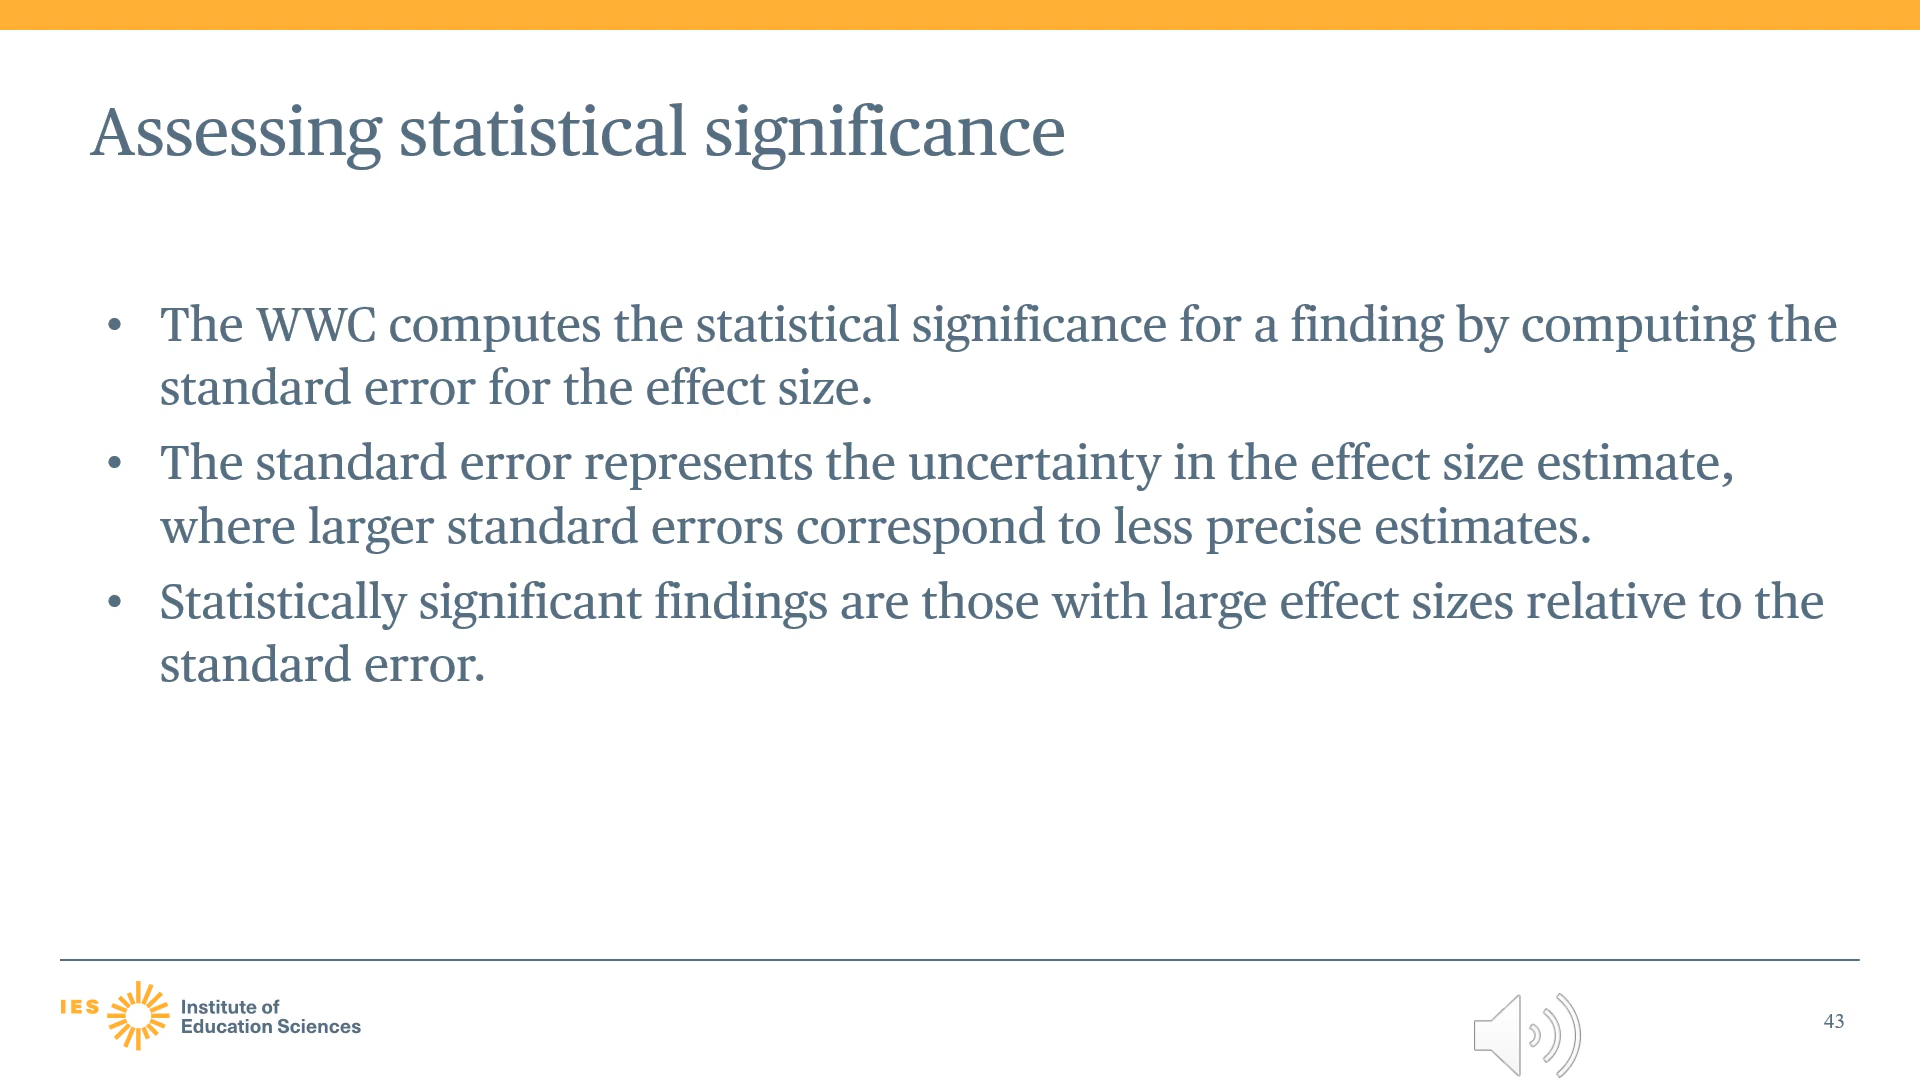 Assessing statistical significance
• The WWC computes the statistical significance for a finding by computing the
standard error for the effect size.
• The standard error represents the uncertainty in the effect size estimate,
where larger standard errors correspond to less precise estimates.
• Statistically significant findings are those with large effect sizes relative to the
standard error.
IES
Institute of
Education Sciences
43